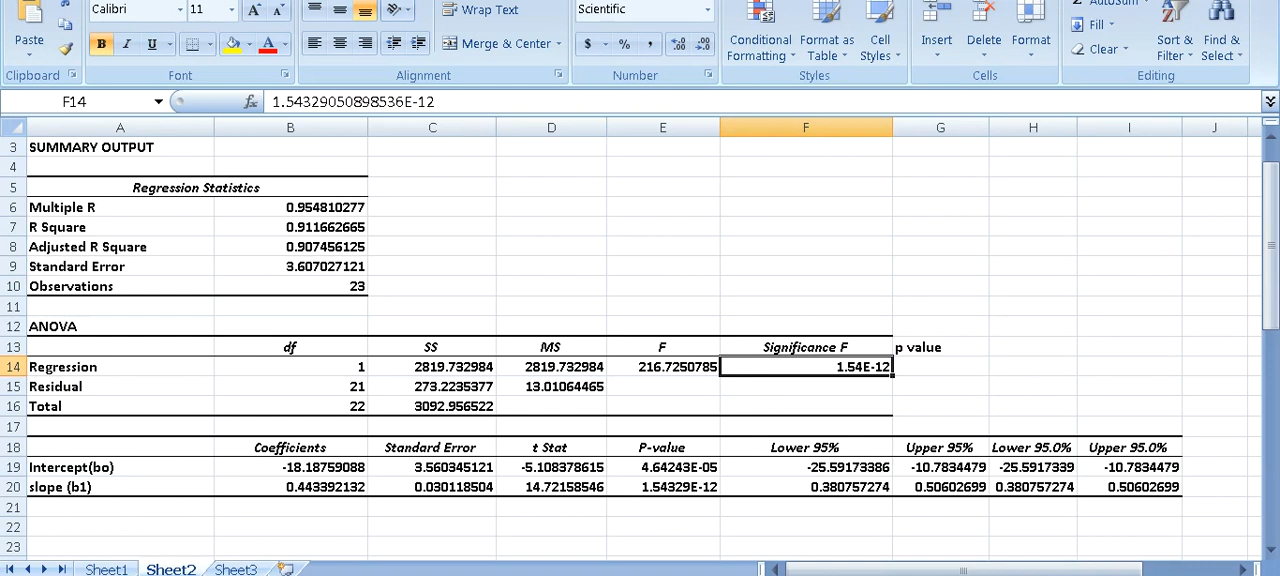 Calibri 11 Wrap Text Scientific AutoSum
Paste B I U Merge & Center $ % , Conditional Formatting Format as Table Cell Styles Insert Delete Format Fill Clear Sort & Filter Find & Select
Clipboard Font Alignment Number Styles Cells Editing
F14 fx 1.54329050898536E-12
A B C D E F G H I J
3 SUMMARY OUTPUT
4
5 Regression Statistics
6 Multiple R 0.954810277
7 R Square 0.911662665
8 Adjusted R Square 0.907456125
9 Standard Error 3.607027121
10 Observations 23
11
12 ANOVA
13 df SS MS F Significance F p value
14 Regression 1 2819.732984 2819.732984 216.7250785 1.54E-12
15 Residual 21 273.2235377 13.01064465
16 Total 22 3092.956522
17
18 Coefficients Standard Error t Stat P-value Lower 95% Upper 95% Lower 95.0% Upper 95.0%
19 Intercept(bo) -18.18759088 3.560345121 -5.108378615 4.64243E-05 -25.59173386 -10.7834479 -25.5917339 -10.7834479
20 slope (b1) 0.443392132 0.030118504 14.72158546 1.54329E-12 0.380757274 0.50602699 0.380757274 0.50602699
21
22
23
Sheet1 Sheet2 Sheet3